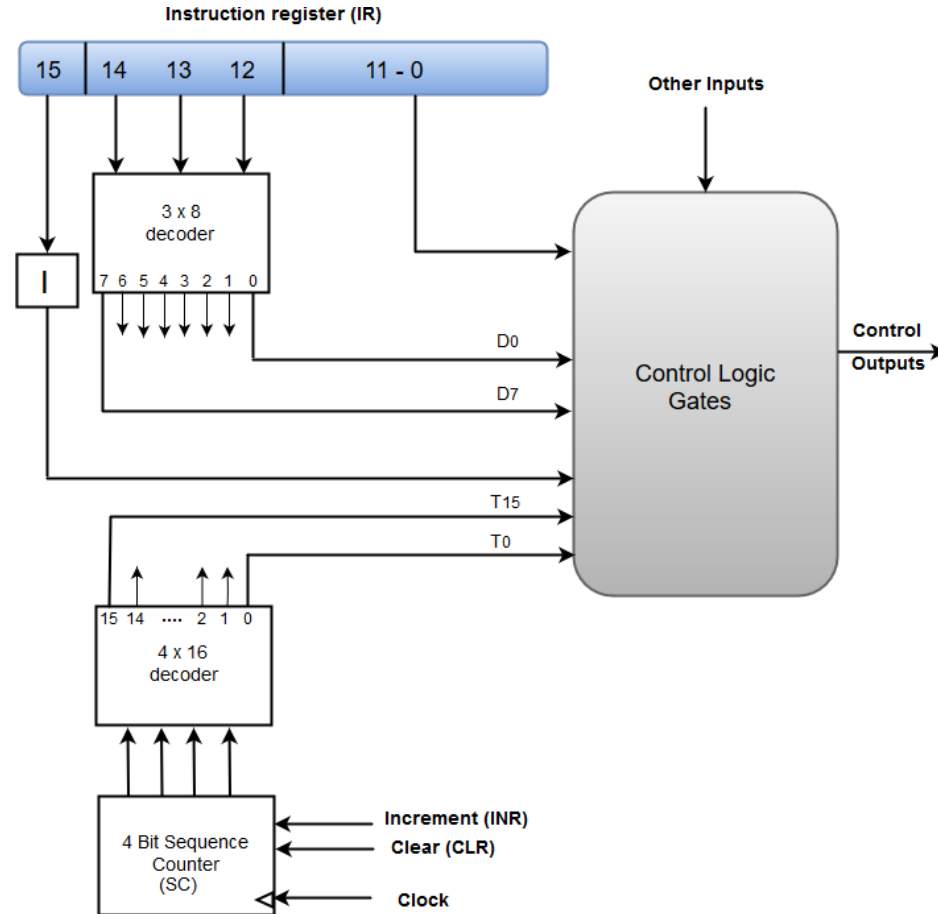 Instruction register (IR)
15 14 13 12 11 - 0
Other Inputs
3 x 8
decoder
7 6 5 4 3 2 1 0
I
D0
Control
Outputs
Control Logic
Gates
D7
T15
T0
15 14 .... 2 1 0
4 x 16
decoder
4 Bit Sequence
Counter
(SC)
Increment (INR)
Clear (CLR)
Clock